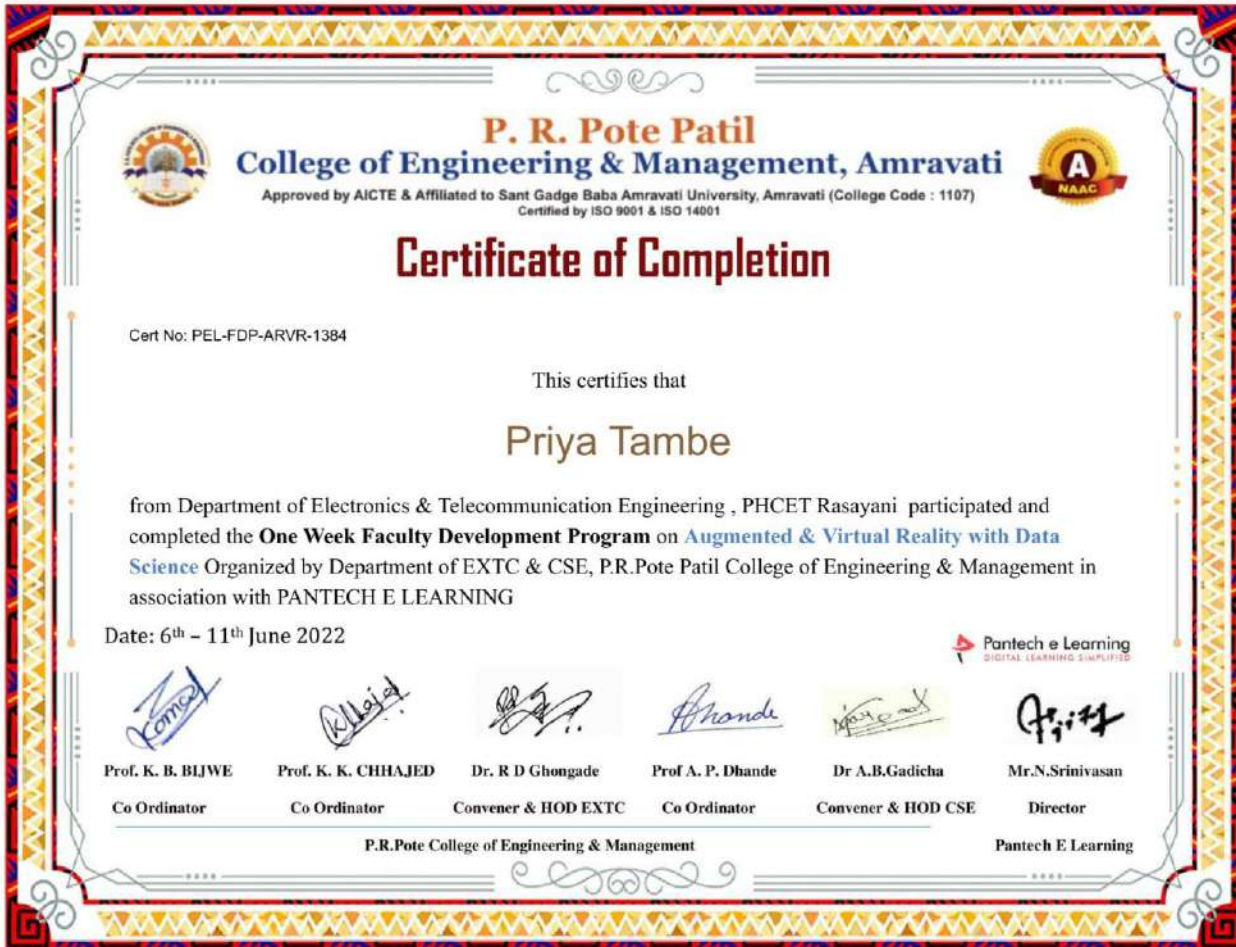 P. R. Pote Patil
College of Engineering & Management, Amravati
Approved by AICTE & Affiliated to Sant Gadge Baba Amravati University, Amravati (College Code : 1107)
Certified by ISO 9001 & ISO 14001
A
NAAC
Certificate of Completion
Cert No: PEL-FDP-ARVR-1384
This certifies that
Priya Tambe
from Department of Electronics & Telecommunication Engineering , PHCET Rasayani participated and
completed the One Week Faculty Development Program on Augmented & Virtual Reality with Data
Science Organized by Department of EXTC & CSE, P.R.Pote Patil College of Engineering & Management in
association with PANTECH E LEARNING
Date: 6th – 11th June 2022
Pantech e Learning
DIGITAL LEARNING SIMPLIFIED
Prof. K. B. BIJWE Prof. K. K. CHHAJED Dr. R D Ghongade Prof A. P. Dhande Dr A.B.Gadicha Mr.N.Srinivasan
Co Ordinator Co Ordinator Convener & HOD EXTC Co Ordinator Convener & HOD CSE Director
P.R.Pote College of Engineering & Management Pantech E Learning